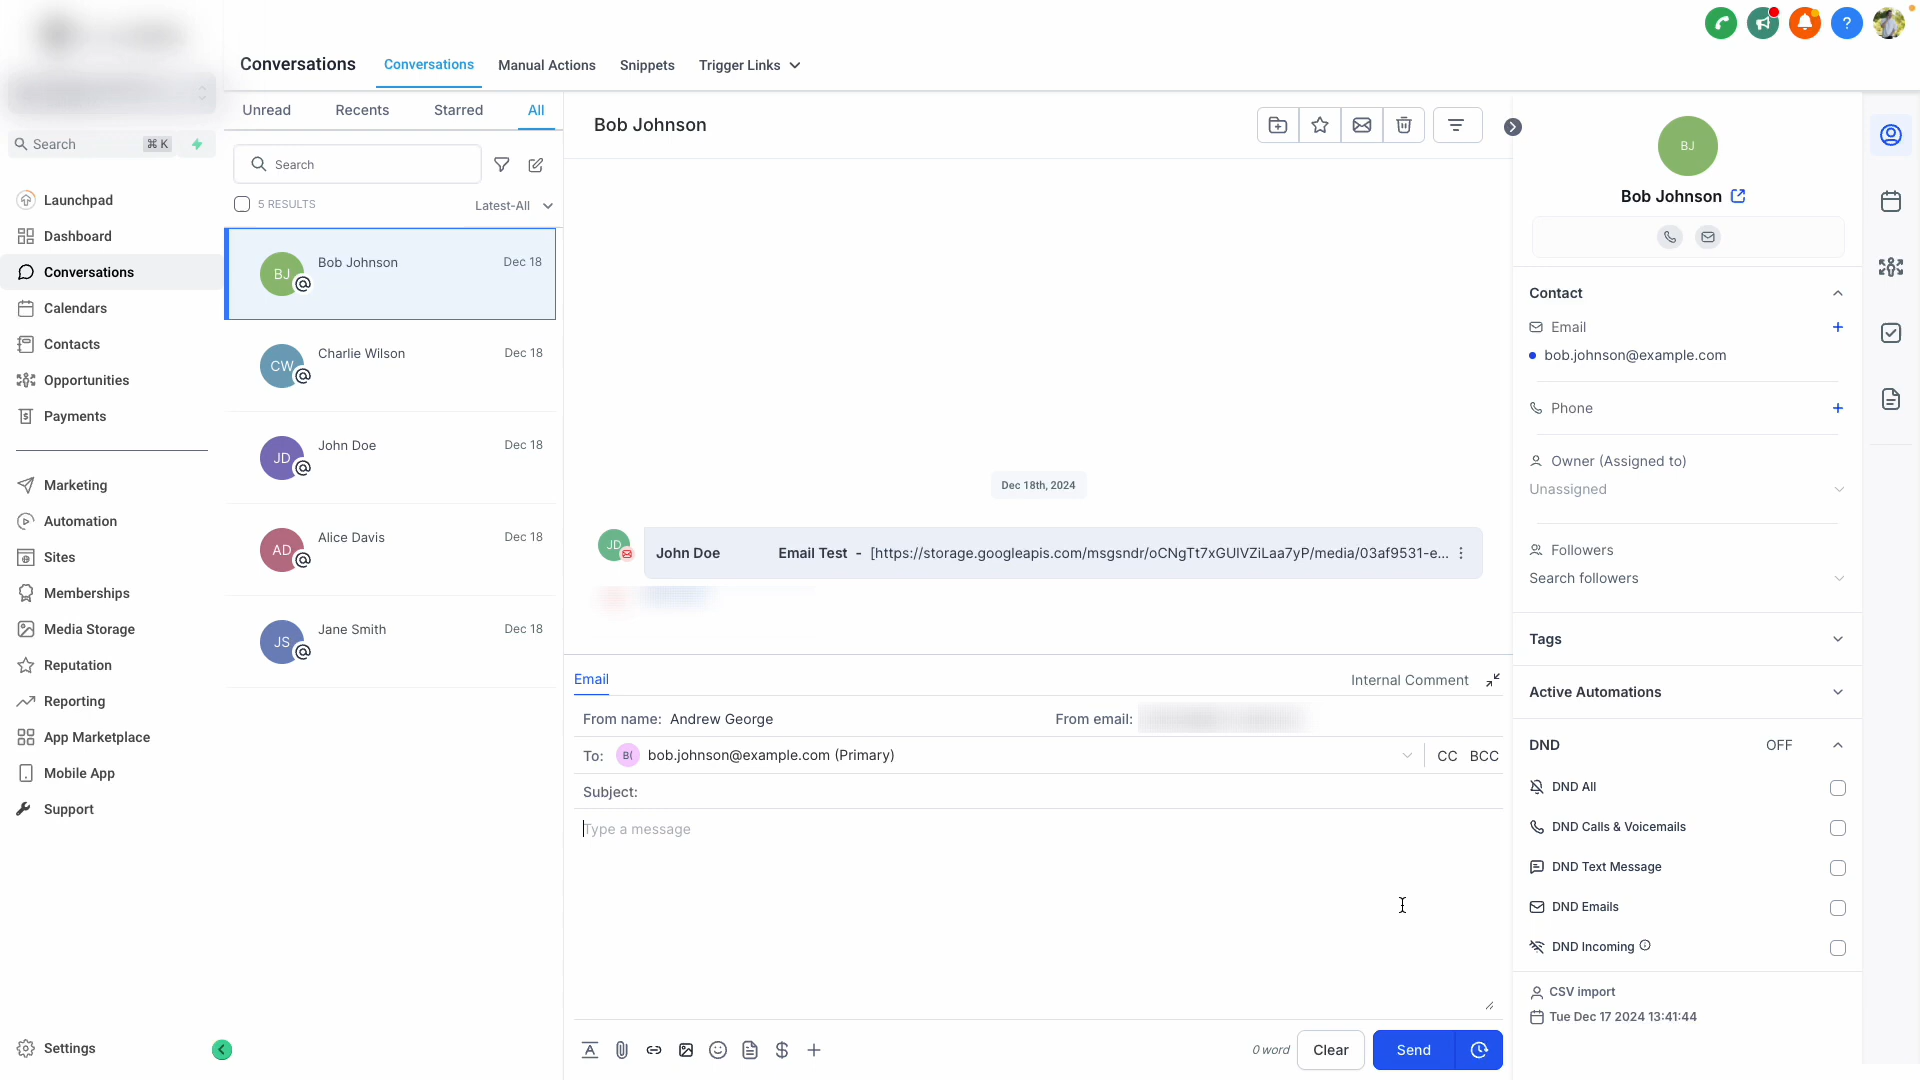 Conversations
Conversations
Manual Actions
Snippets
Trigger Links
?
Search
⌘ K
Launchpad
Dashboard
Conversations
Calendars
Contacts
Opportunities
Payments
Marketing
Automation
Sites
Memberships
Media Storage
Reputation
Reporting
App Marketplace
Mobile App
Support
Settings
Unread
Recents
Starred
All
Search
5 RESULTS
Latest-All
BJ
Bob Johnson
Dec 18
CW
Charlie Wilson
Dec 18
JD
John Doe
Dec 18
AD
Alice Davis
Dec 18
JS
Jane Smith
Dec 18
Bob Johnson
Dec 18th, 2024
JD
John Doe
Email Test - [https://storage.googleapis.com/msgsndr/oCNgTt7xGUIVZiLaa7yP/media/03af9531-e...
Email
Internal Comment
From name: Andrew George
From email:
To: B( bob.johnson@example.com (Primary)
CC BCC
Subject:
Type a message
0 word
Clear
Send
BJ
Bob Johnson
Contact
Email
bob.johnson@example.com
Phone
Owner (Assigned to)
Unassigned
Followers
Search followers
Tags
Active Automations
DND
OFF
DND All
DND Calls & Voicemails
DND Text Message
DND Emails
DND Incoming
CSV import
Tue Dec 17 2024 13:41:44